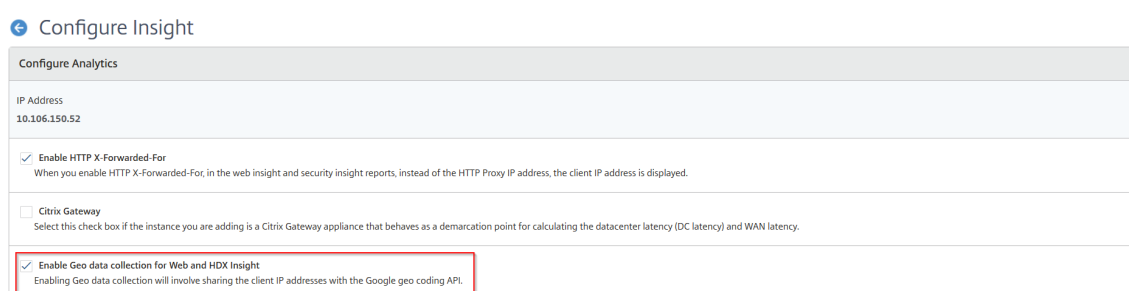 Configure Insight
Configure Analytics
IP Address
10.106.150.52
Enable HTTP X-Forwarded-For
When you enable HTTP X-Forwarded-For, in the web insight and security insight reports, instead of the HTTP Proxy IP address, the client IP address is displayed.
Citrix Gateway
Select this check box if the instance you are adding is a Citrix Gateway appliance that behaves as a demarcation point for calculating the datacenter latency (DC latency) and WAN latency.
Enable Geo data collection for Web and HDX Insight
Enabling Geo data collection will involve sharing the client IP addresses with the Google geo coding API.